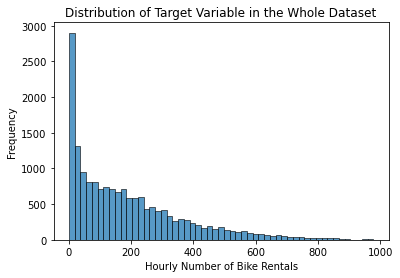 Distribution of Target Variable in the Whole Dataset
3000
2500
2000
1500
1000
500
0
Frequency
0 200 400 600 800 1000
Hourly Number of Bike Rentals